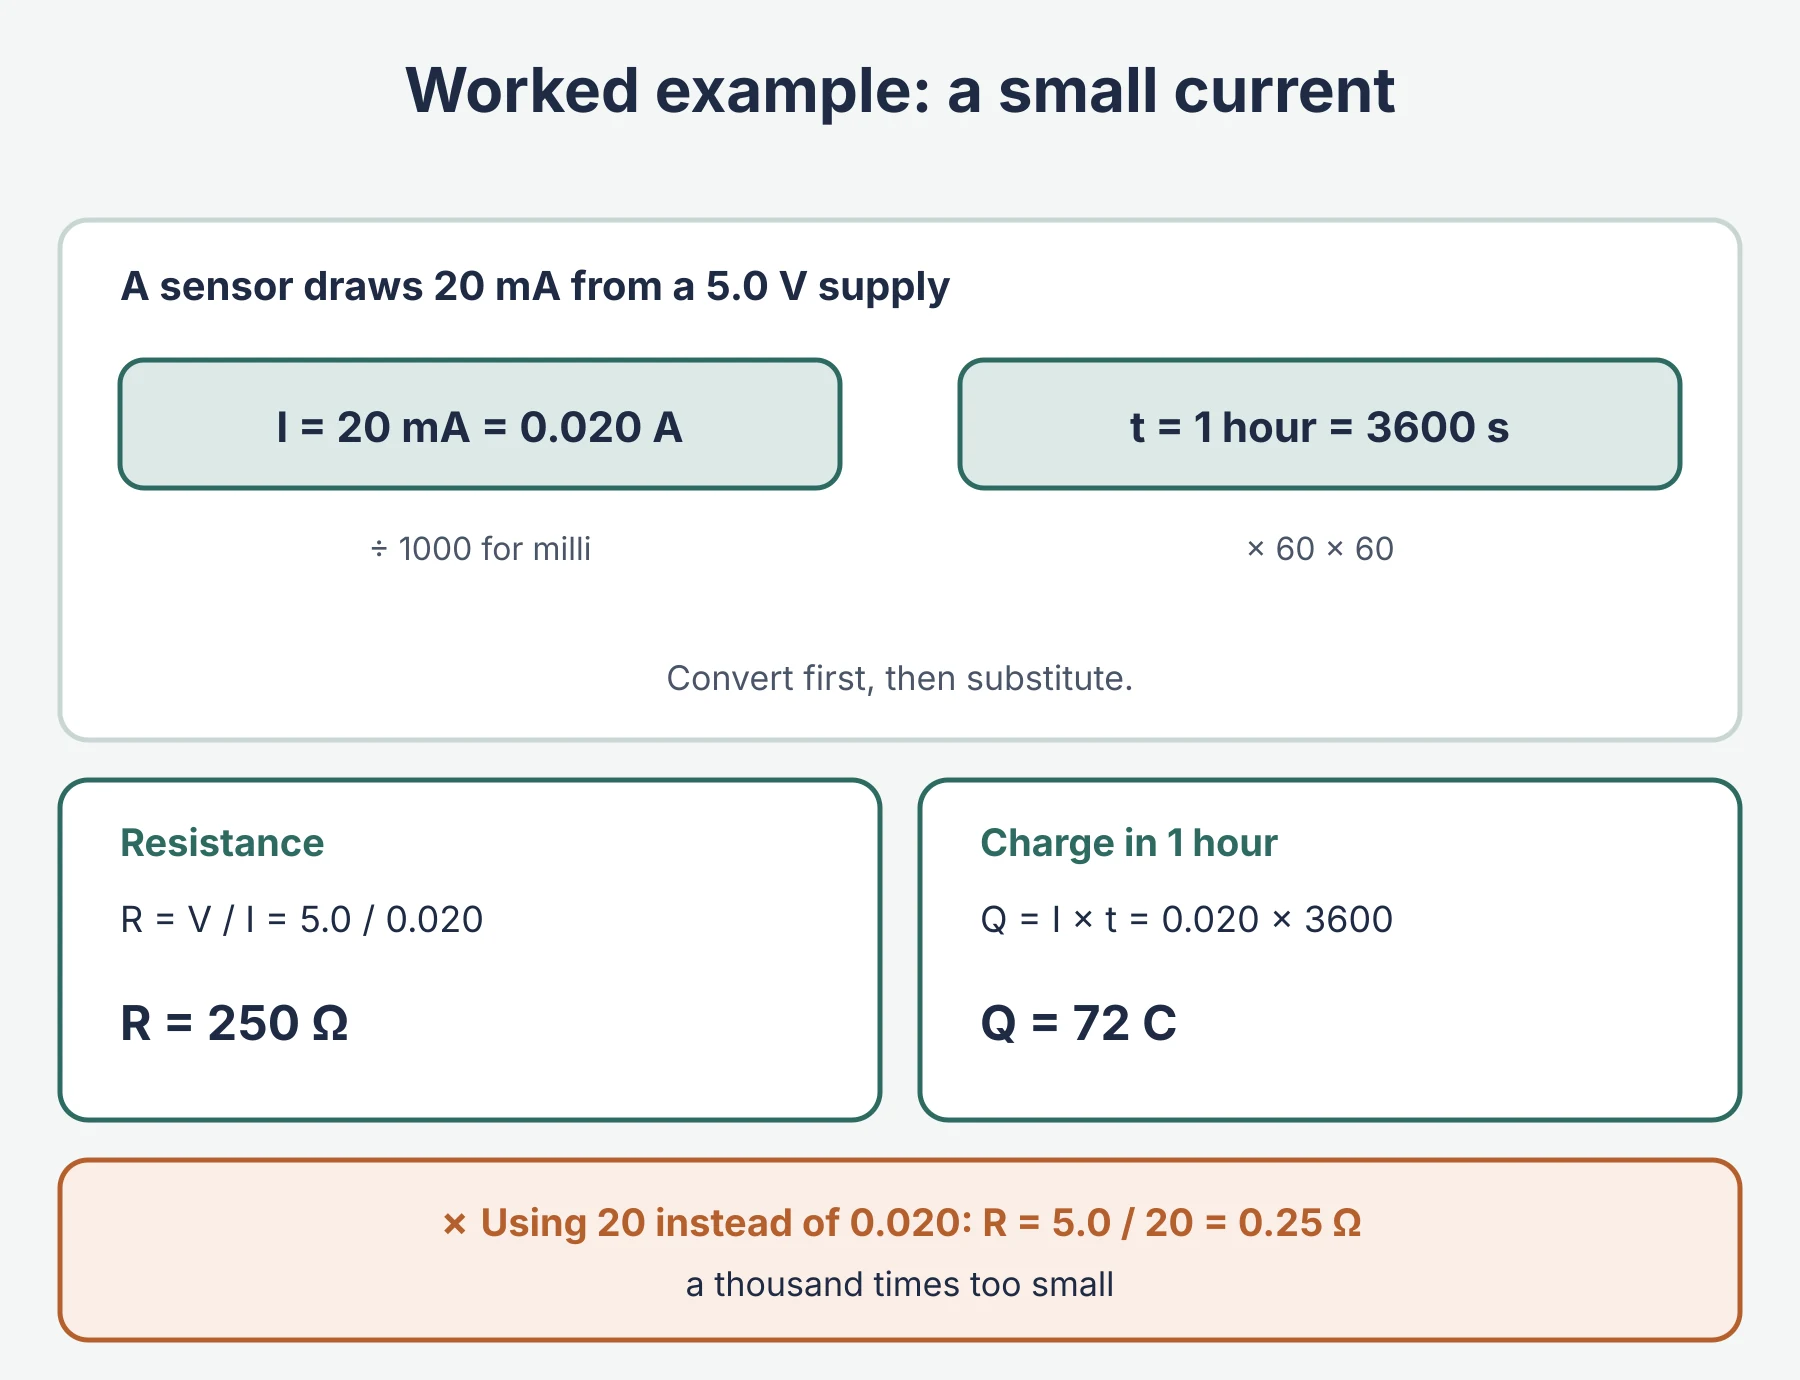 Worked example: a small current
A sensor draws 20 mA from a 5.0 V supply
I = 20 mA = 0.020 A
t = 1 hour = 3600 s
÷ 1000 for milli
× 60 × 60
Convert first, then substitute.
Resistance
R = V / I = 5.0 / 0.020
R = 250 Ω
Charge in 1 hour
Q = I × t = 0.020 × 3600
Q = 72 C
× Using 20 instead of 0.020: R = 5.0 / 20 = 0.25 Ω
a thousand times too small